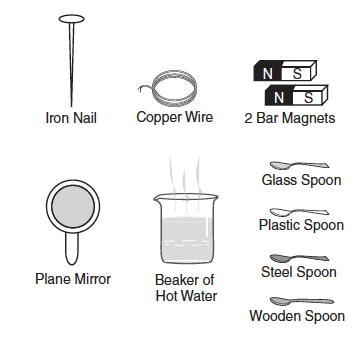 Iron Nail
Copper Wire
N S
N S
2 Bar Magnets
Plane Mirror
Beaker of
Hot Water
Glass Spoon
Plastic Spoon
Steel Spoon
Wooden Spoon